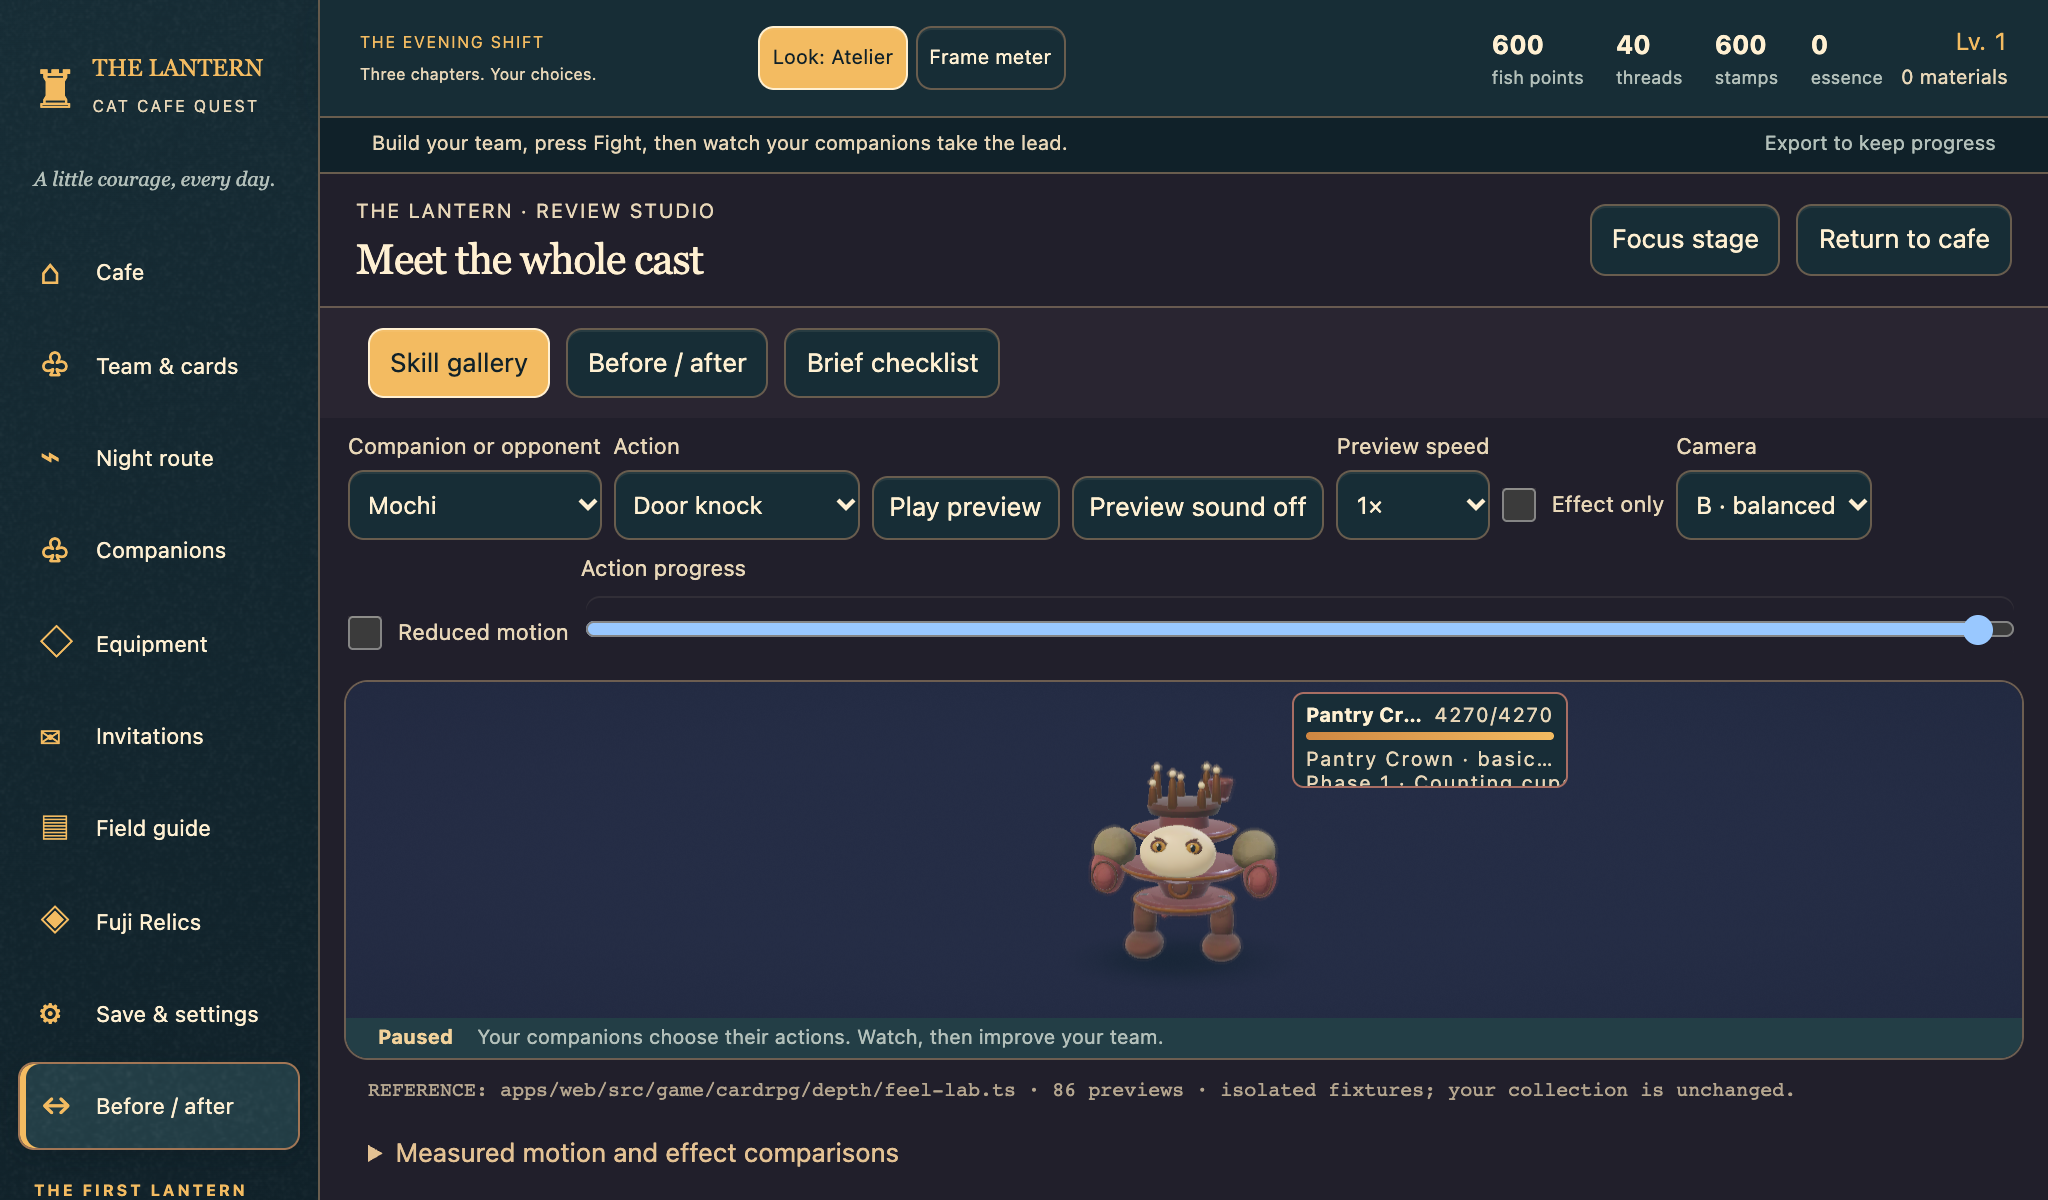 THE LANTERN
CAT CAFE QUEST
A little courage, every day.
Cafe
Team & cards
Night route
Companions
Equipment
Invitations
Field guide
Fuji Relics
Save & settings
Before / after
THE FIRST LANTERN
THE EVENING SHIFT
Three chapters. Your choices.
Look: Atelier
Frame meter
600 fish points
40 threads
600 stamps
0 essence
Lv. 1
0 materials
Build your team, press Fight, then watch your companions take the lead.
Export to keep progress
THE LANTERN · REVIEW STUDIO
Meet the whole cast
Focus stage
Return to cafe
Skill gallery
Before / after
Brief checklist
Companion or opponent
Mochi
Action
Door knock
Play preview
Preview sound off
Preview speed
1×
Effect only
Camera
B · balanced
Reduced motion
Action progress
Pantry Cr... 4270/4270
Pantry Crown · basic...
Phase 1 · Counting cup
Paused Your companions choose their actions. Watch, then improve your team.
REFERENCE: apps/web/src/game/cardrpg/depth/feel-lab.ts · 86 previews · isolated fixtures; your collection is unchanged.
Measured motion and effect comparisons